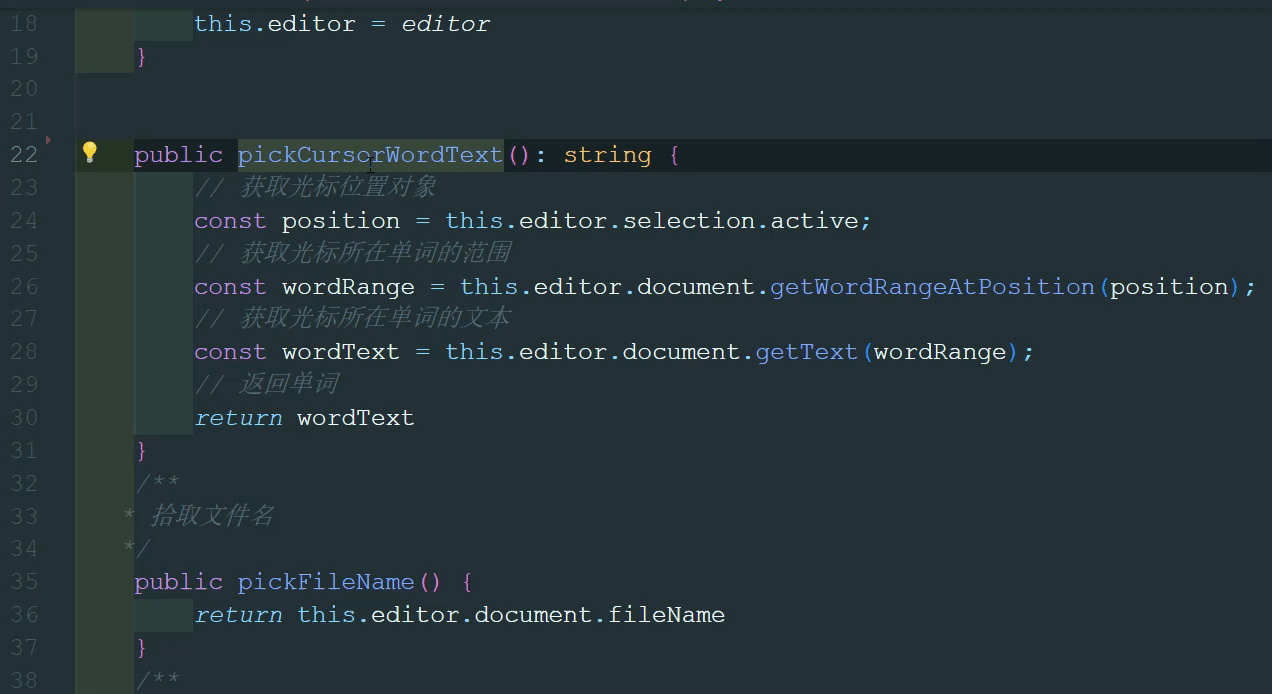 18 this.editor = editor
19 }
20
21
22 public pickCursorWordText(): string {
23 // 获取光标位置对象
24 const position = this.editor.selection.active;
25 // 获取光标所在单词的范围
26 const wordRange = this.editor.document.getWordRangeAtPosition(position);
27 // 获取光标所在单词的文本
28 const wordText = this.editor.document.getText(wordRange);
29 // 返回单词
30 return wordText
31 }
32 /**
33 * 拾取文件名
34 */
35 public pickFileName() {
36 return this.editor.document.fileName
37 }
38 /**